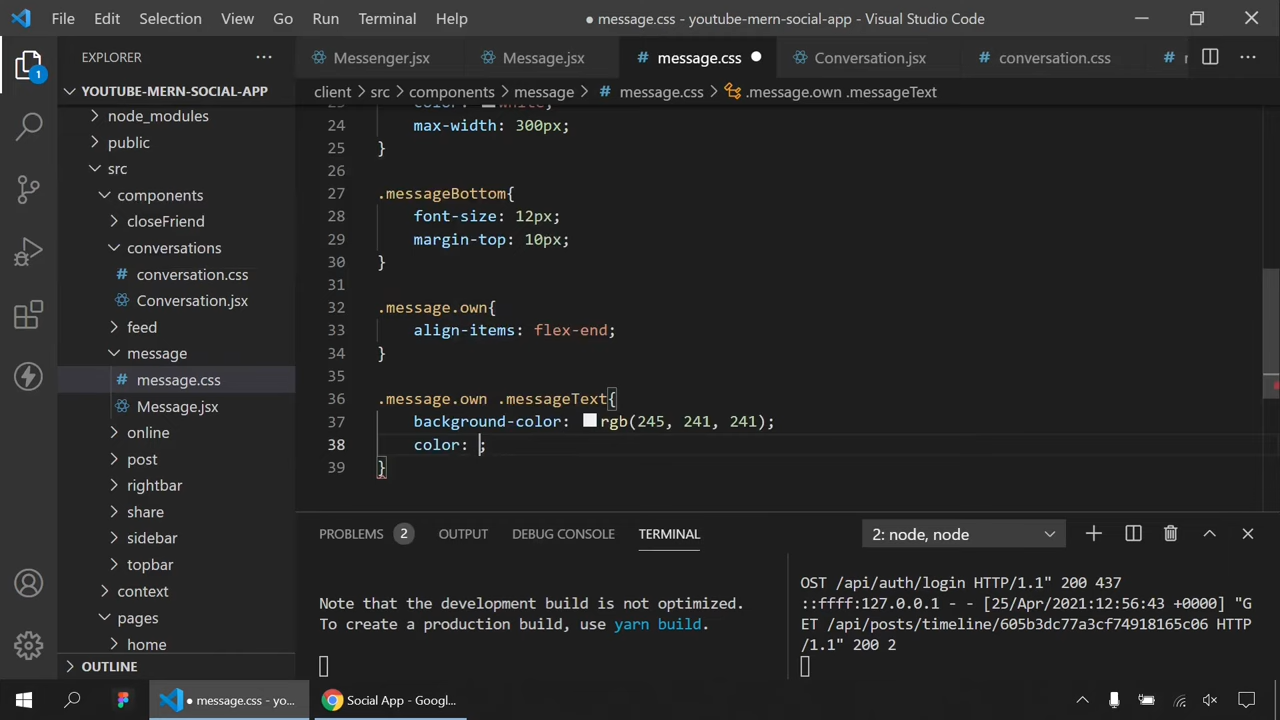 File Edit Selection View Go Run Terminal Help
● message.css - youtube-mern-social-app - Visual Studio Code
EXPLORER
Messenger.jsx
Message.jsx
# message.css
Conversation.jsx
# conversation.css
#
1
YOUTUBE-MERN-SOCIAL-APP
client > src > components > message > # message.css > .message.own .messageText
node_modules
public
src
components
closeFriend
conversations
# conversation.css
Conversation.jsx
feed
message
# message.css
Message.jsx
online
post
rightbar
share
sidebar
topbar
context
pages
home
OUTLINE
23 color: white;
24 max-width: 300px;
25 }
26
27 .messageBottom{
28 font-size: 12px;
29 margin-top: 10px;
30 }
31
32 .message.own{
33 align-items: flex-end;
34 }
35
36 .message.own .messageText{
37 background-color: rgb(245, 241, 241);
38 color: ;
39 }
PROBLEMS 2 OUTPUT DEBUG CONSOLE TERMINAL
2: node, node
Note that the development build is not optimized.
To create a production build, use yarn build.
OST /api/auth/login HTTP/1.1" 200 437
::ffff:127.0.0.1 - - [25/Apr/2021:12:56:43 +0000] "G
ET /api/posts/timeline/605b3dc77a3cf74918165c06 HTTP
/1.1" 200 2
● message.css - yo...
Social App - Googl...